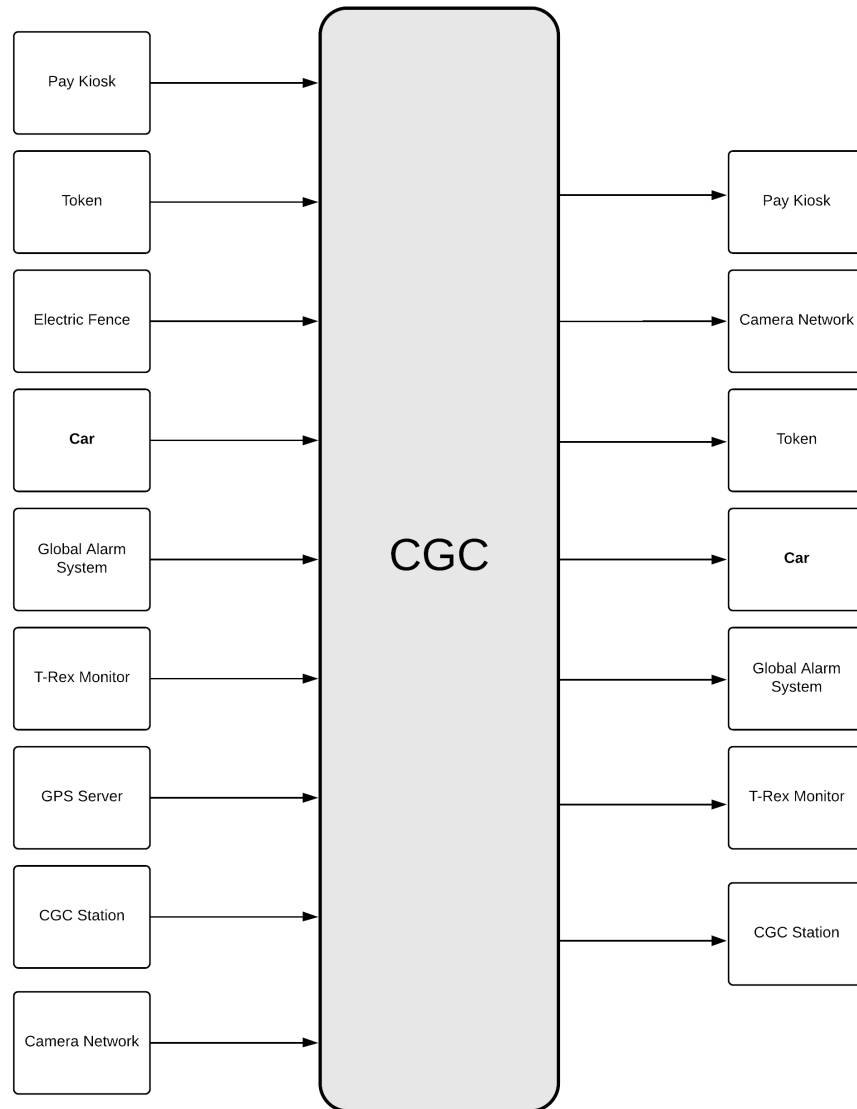 Pay Kiosk
Token
Electric Fence
Car
Global Alarm
System
T-Rex Monitor
GPS Server
CGC Station
Camera Network
CGC
Pay Kiosk
Camera Network
Token
Car
Global Alarm
System
T-Rex Monitor
CGC Station